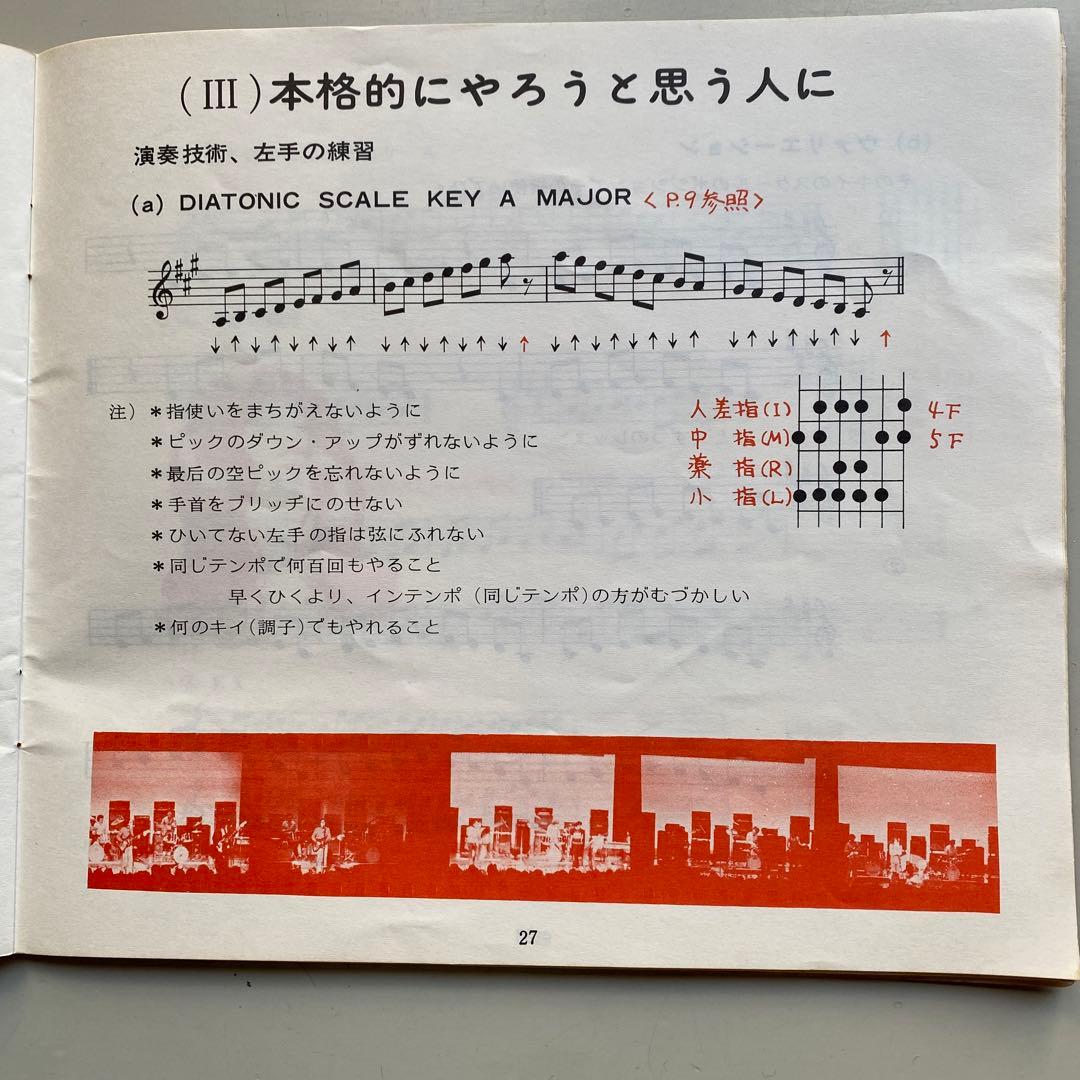 (Ⅲ)本格的にやろうと思う人に
演奏技術、左手の練習
(a) DIATONIC SCALE KEY A MAJOR <P.9参照>
注）＊指使いをまちがえないように
＊ピックのダウン・アップがずれないように
＊最后の空ピックを忘れないように
＊手首をブリッヂにのせない
＊ひいてない左手の指は弦にふれない
＊同じテンポで何百回もやること
早くひくより、インテンポ（同じテンポ）の方がむづかしい
＊何のキイ（調子）でもやれること
人差指(I) 4F
中指(M) 5F
薬指(R)
小指(L)
27